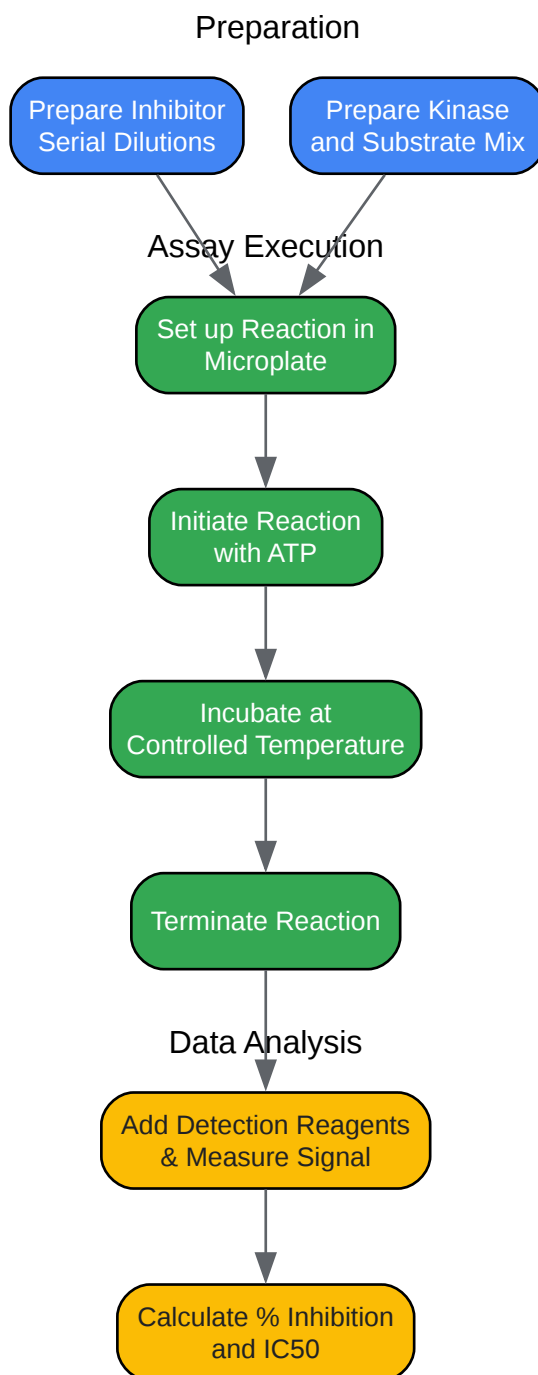 Preparation
Prepare Inhibitor
Serial Dilutions
Prepare Kinase
and Substrate Mix
Assay Execution
Set up Reaction in
Microplate
Initiate Reaction
with ATP
Incubate at
Controlled Temperature
Terminate Reaction
Data Analysis
Add Detection Reagents
& Measure Signal
Calculate % Inhibition
and IC50